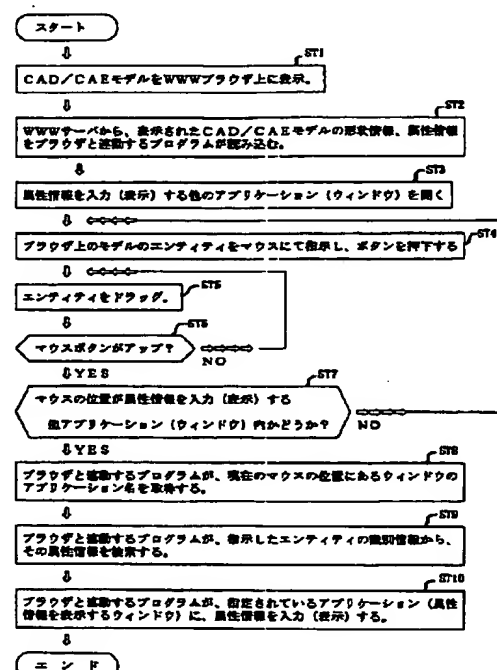 スタート
ST1
CAD/CAEモデルをWWWブラウザ上に表示。
ST2
WWWサーバから、表示されたCAD/CAEモデルの形状情報、属性情報
をブラウザと連動するプログラムが読み込む。
ST3
属性情報を入力(表示)する他のアプリケーション(ウィンドウ)を開く
ST4
ブラウザ上のモデルのエンティティをマウスにて指示し、ボタンを押下する
ST5
エンティティをドラッグ。
ST6
マウスボタンがアップ?
NO
YES
ST7
マウスの位置が属性情報を入力(表示)する
他アプリケーション(ウィンドウ)内かどうか?
NO
YES
ST8
ブラウザと連動するプログラムが、現在のマウスの位置にあるウィンドウの
アプリケーション名を取得する。
ST9
ブラウザと連動するプログラムが、指示したエンティティの識別情報から、
その属性情報を検索する。
ST10
ブラウザと連動するプログラムが、指定されているアプリケーション(属性
情報を表示するウィンドウ)に、属性情報を入力(表示)する。
エンド